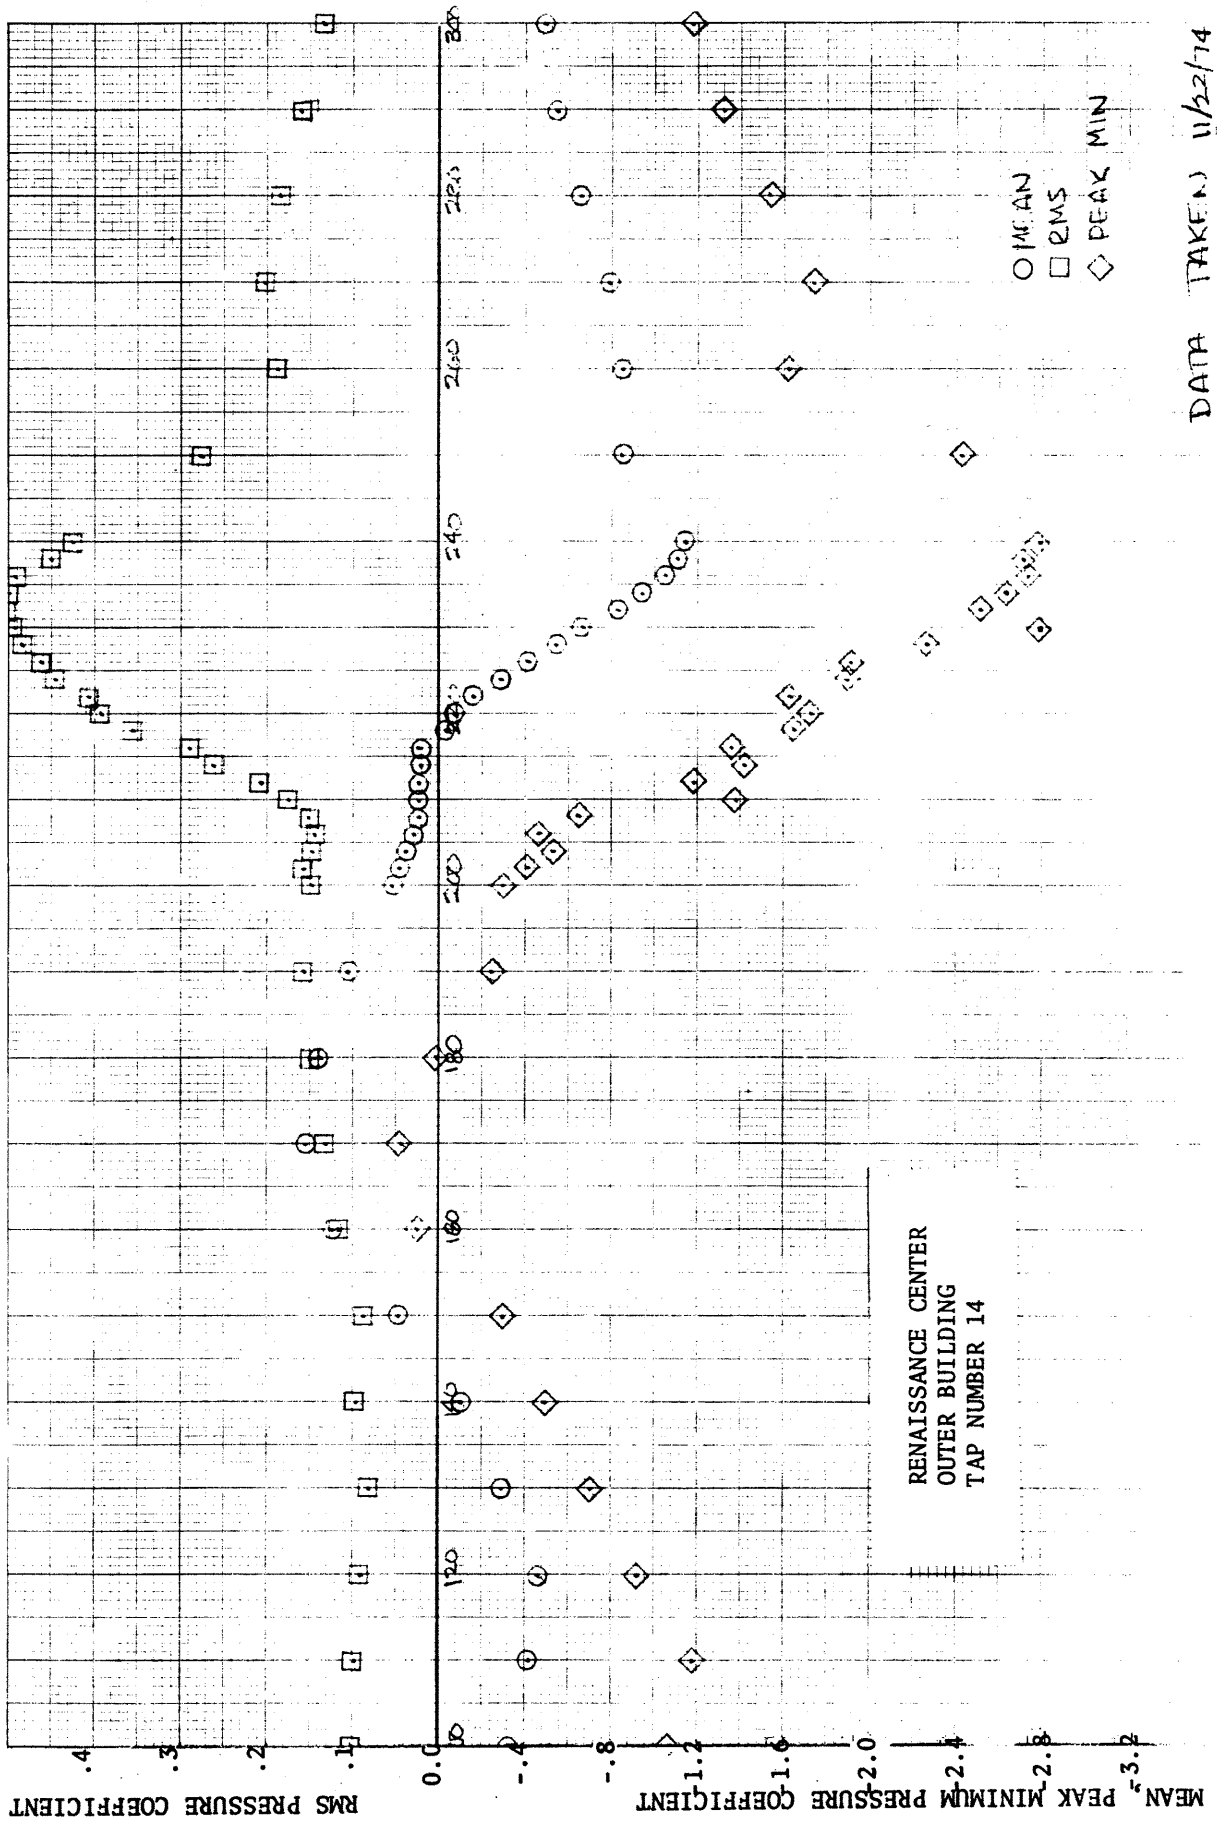 RMS PRESSURE COEFFICIENT
MEAN, PEAK MINIMUM PRESSURE COEFFICIENT
.4
.3
.2
.1
0.0
-.4
-.8
-1.2
-1.6
-2.0
-2.4
-2.8
-3.2
120
140
160
180
200
240
260
280
300
MEAN
RMS
PEAK MIN
RENAISSANCE CENTER
OUTER BUILDING
TAP NUMBER 14
DATA TAKEN 11/22/74